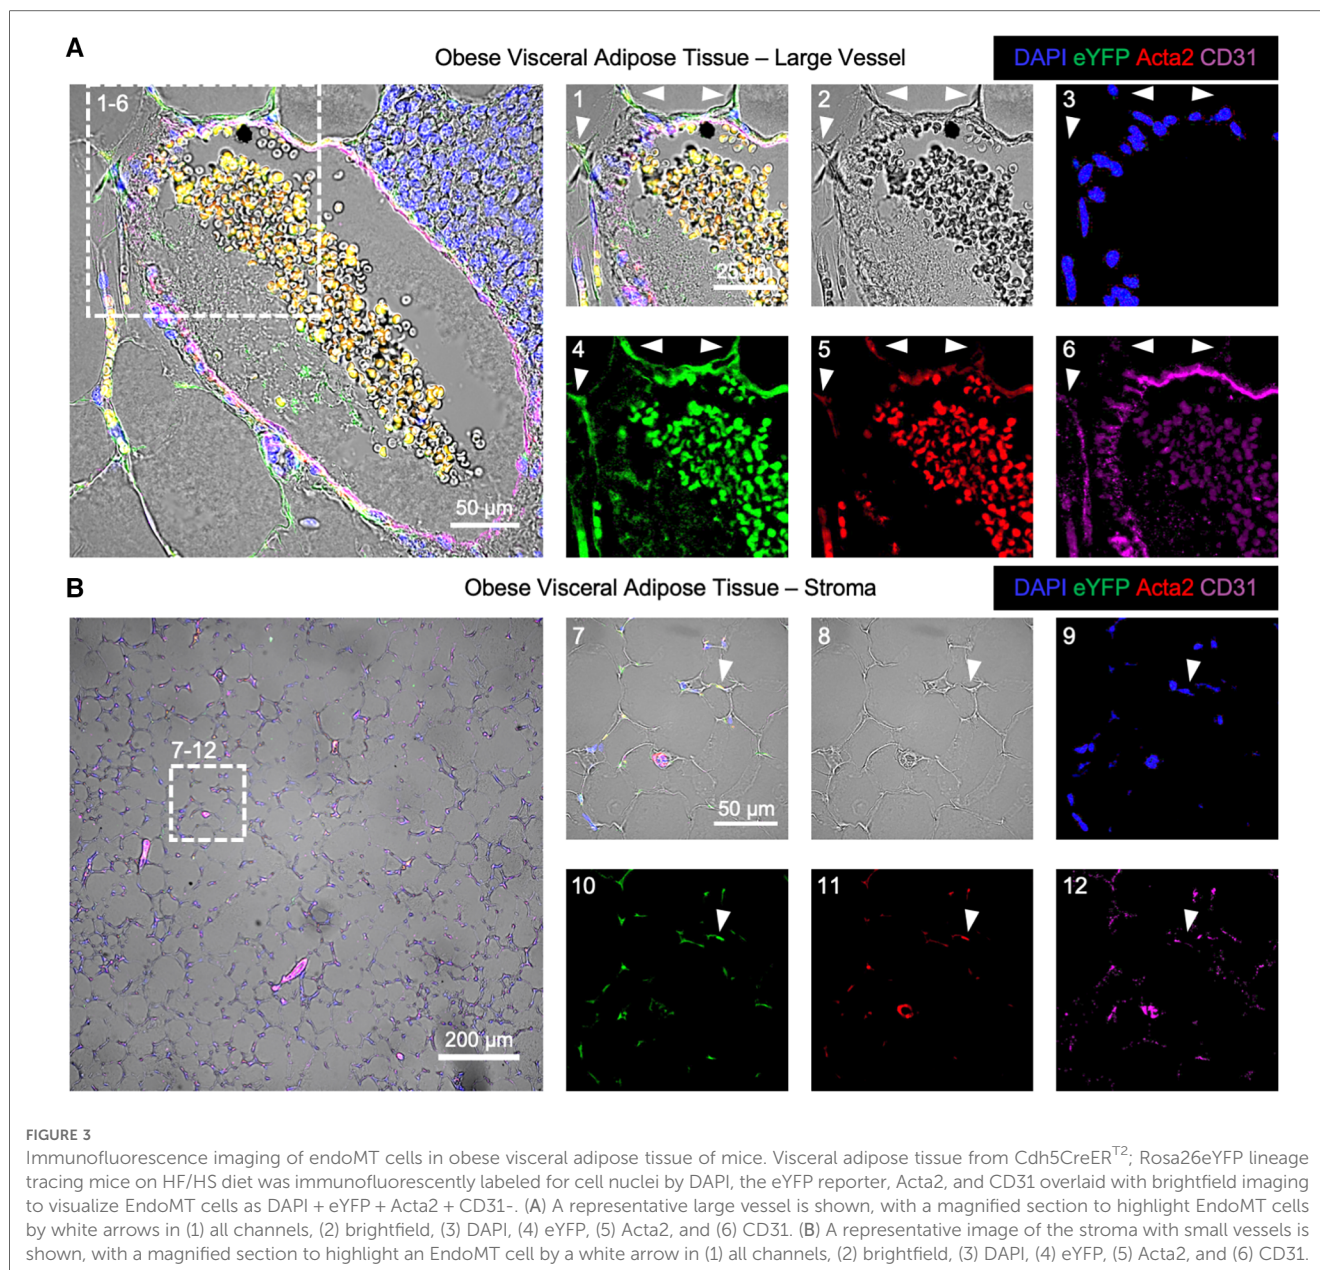 A
Obese Visceral Adipose Tissue – Large Vessel
DAPI eYFP Acta2 CD31
1-6
50 µm
1
25 µm
2
3
4
5
6
B
Obese Visceral Adipose Tissue – Stroma
DAPI eYFP Acta2 CD31
7-12
200 µm
7
50 µm
8
9
10
11
12
FIGURE 3
Immunofluorescence imaging of endoMT cells in obese visceral adipose tissue of mice. Visceral adipose tissue from Cdh5CreERT2; Rosa26eYFP lineage
tracing mice on HF/HS diet was immunofluorescently labeled for cell nuclei by DAPI, the eYFP reporter, Acta2, and CD31 overlaid with brightfield imaging
to visualize EndoMT cells as DAPI + eYFP + Acta2 + CD31-. (A) A representative large vessel is shown, with a magnified section to highlight EndoMT cells
by white arrows in (1) all channels, (2) brightfield, (3) DAPI, (4) eYFP, (5) Acta2, and (6) CD31. (B) A representative image of the stroma with small vessels is
shown, with a magnified section to highlight an EndoMT cell by a white arrow in (1) all channels, (2) brightfield, (3) DAPI, (4) eYFP, (5) Acta2, and (6) CD31.